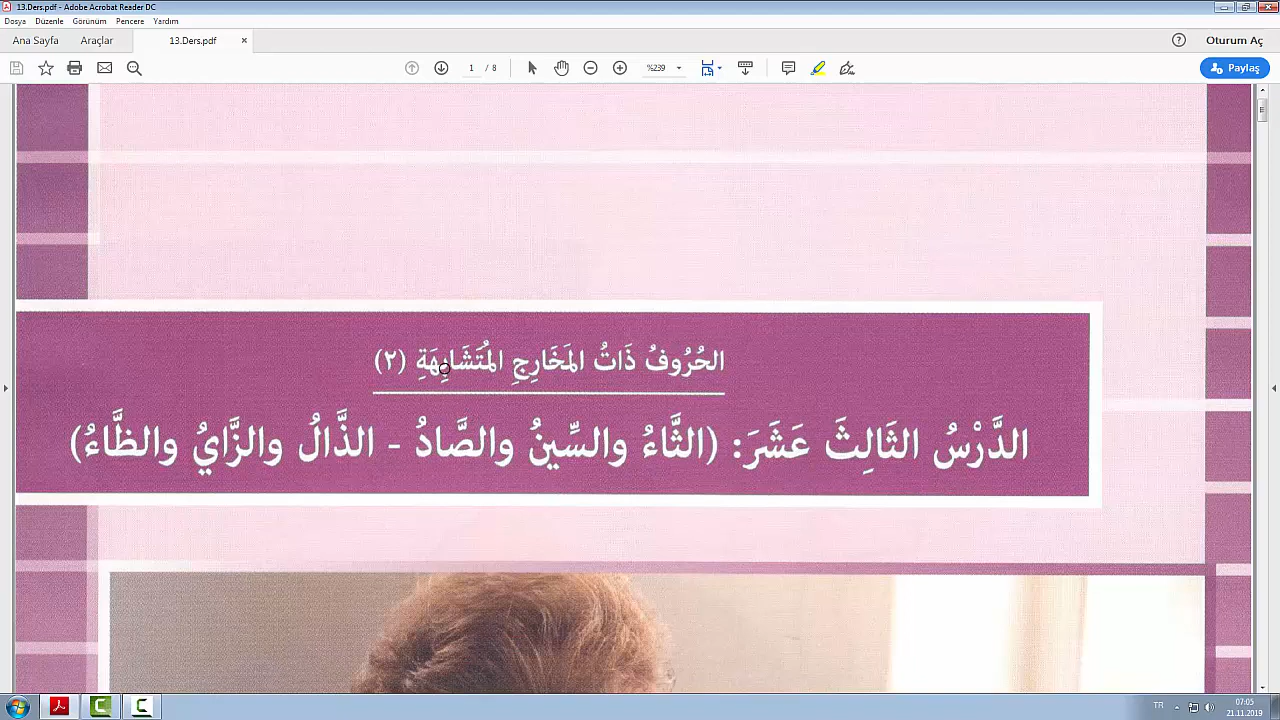 13.Ders.pdf - Adobe Acrobat Reader DC
Dosya Düzenle Görünüm Pencere Yardım
Ana Sayfa Araçlar 13.Ders.pdf × Oturum Aç
1 / 8 %239 Paylaş
الحُرُوفُ ذَاتُ المَخَارِجِ المُتَشَابِهَةِ (٢)
الدَّرْسُ الثَالِثَ عَشَرَ: (الثَّاءُ والسِّينُ والصَّادُ - الذَّالُ والزَّايُ والظَّاءُ)
TR 07:05
21.11.2019